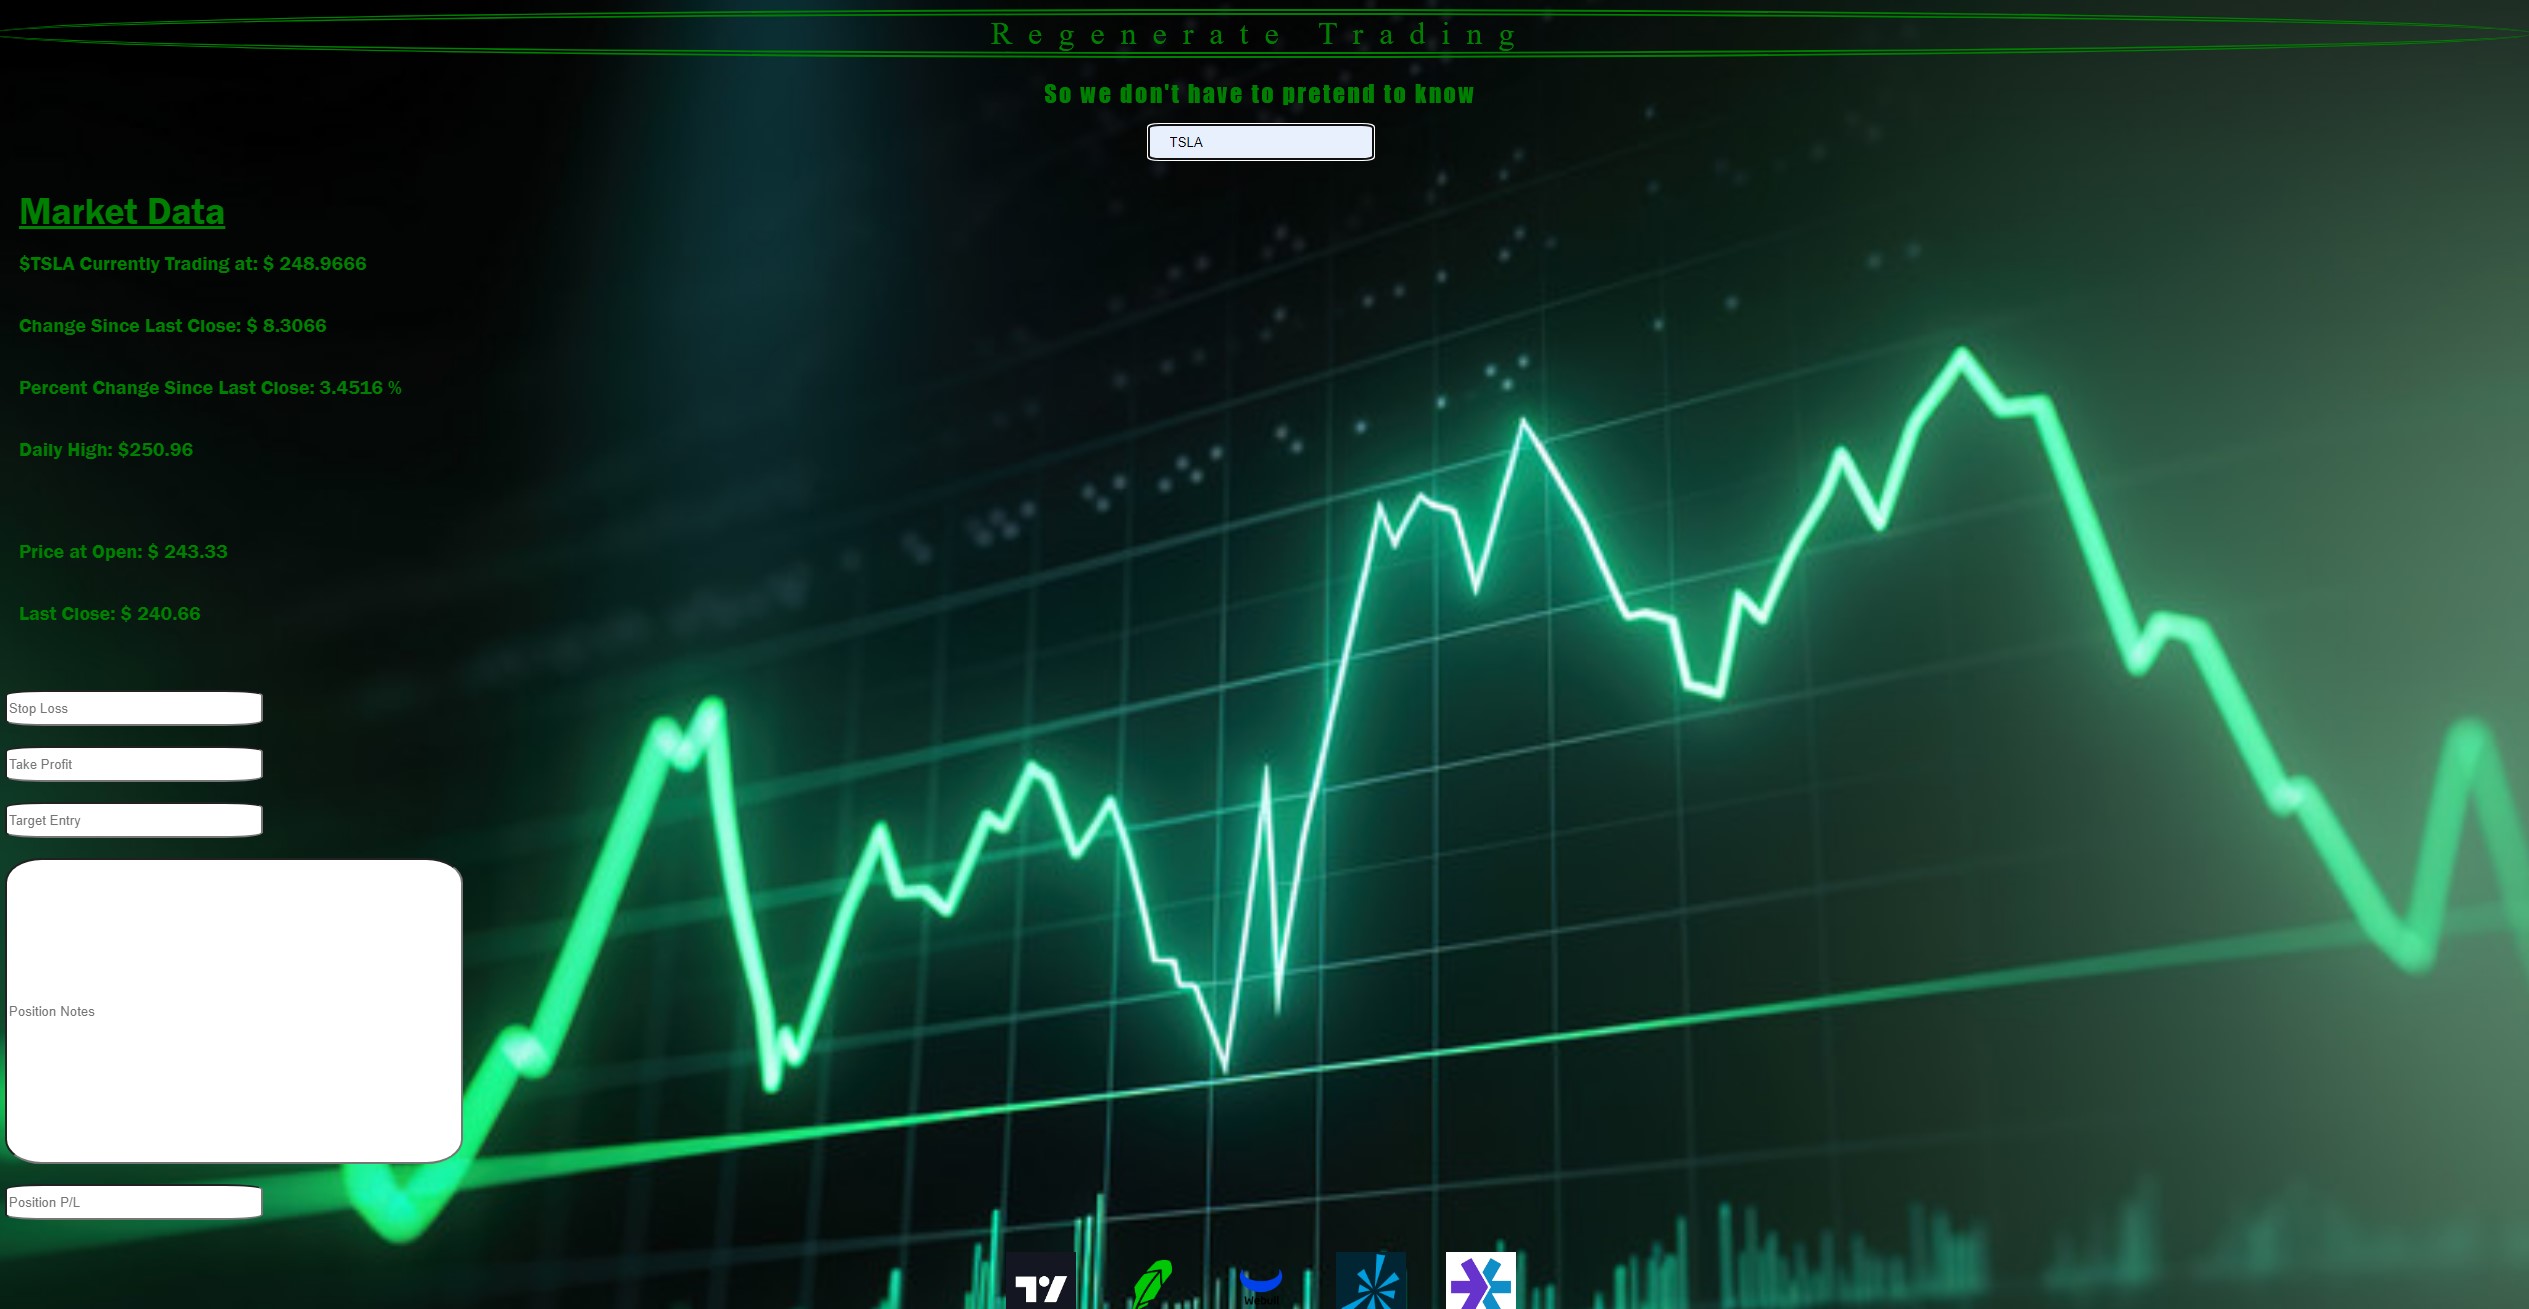 Regenerate Trading
So we don't have to pretend to know
TSLA
Market Data
$TSLA Currently Trading at: $ 248.9666
Change Since Last Close: $ 8.3066
Percent Change Since Last Close: 3.4516 %
Daily High: $250.96
Price at Open: $ 243.33
Last Close: $ 240.66
Stop Loss
Take Profit
Target Entry
Position Notes
Position P/L
Webull